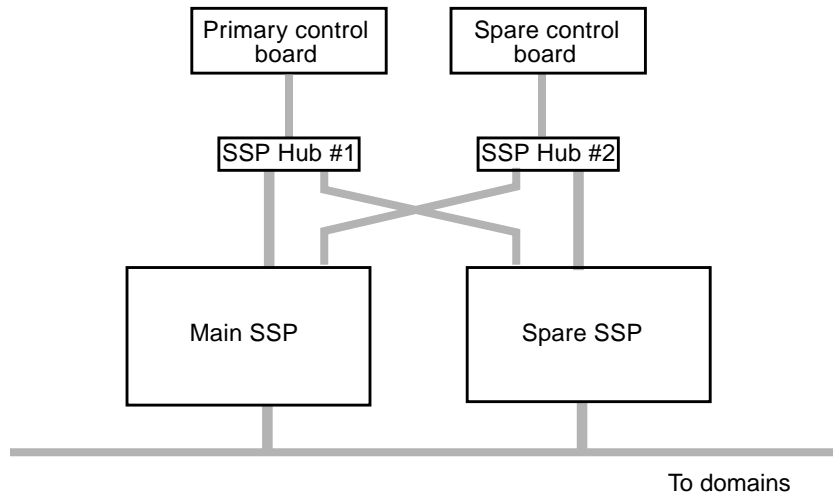 Primary control
board
Spare control
board
SSP Hub #1
SSP Hub #2
Main SSP
Spare SSP
To domains